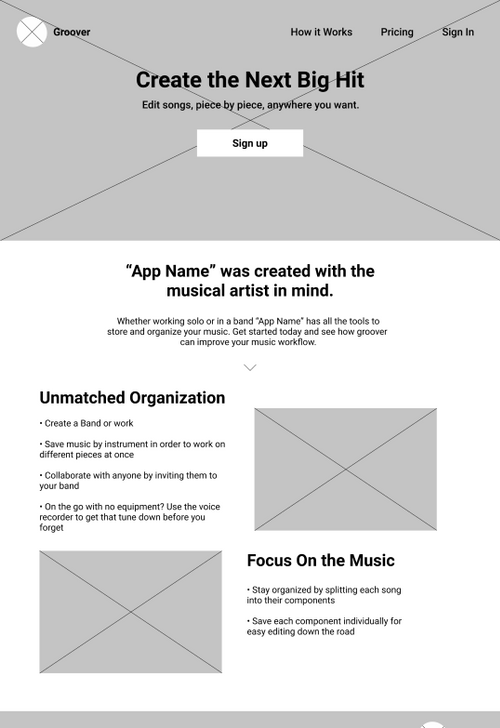 Groover
How it Works
Pricing
Sign In
Create the Next Big Hit
Edit songs, piece by piece, anywhere you want.
Sign up
“App Name” was created with the
musical artist in mind.
Whether working solo or in a band “App Name” has all the tools to
store and organize your music. Get started today and see how groover
can improve your music workflow.
Unmatched Organization
• Create a Band or work
• Save music by instrument in order to work on
different pieces at once
• Collaborate with anyone by inviting them to
your band
• On the go with no equipment? Use the voice
recorder to get that tune down before you
forget
Focus On the Music
• Stay organized by splitting each song
into their components
• Save each component individually for
easy editing down the road